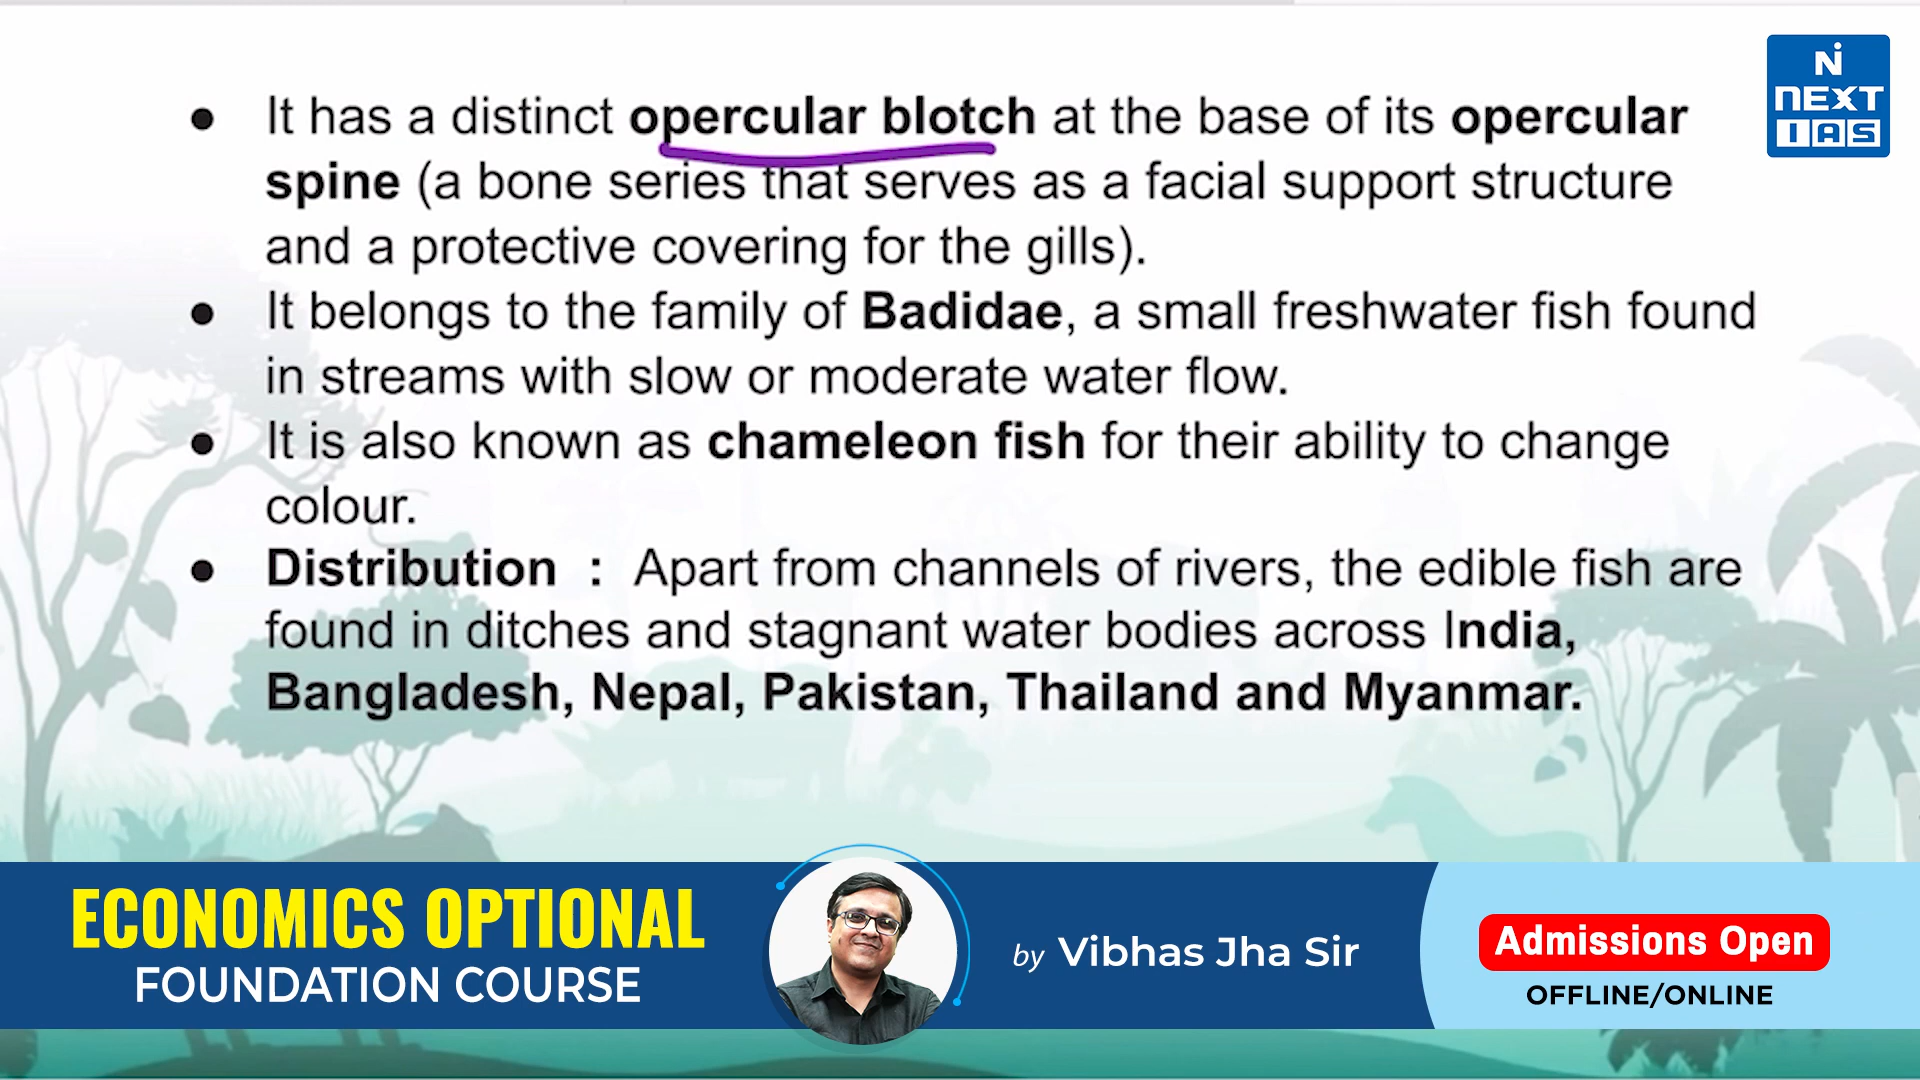 ● It has a distinct opercular blotch at the base of its opercular
spine (a bone series that serves as a facial support structure
and a protective covering for the gills).
● It belongs to the family of Badidae, a small freshwater fish found
in streams with slow or moderate water flow.
● It is also known as chameleon fish for their ability to change
colour.
● Distribution : Apart from channels of rivers, the edible fish are
found in ditches and stagnant water bodies across India,
Bangladesh, Nepal, Pakistan, Thailand and Myanmar.
N
NEXT
IAS
ECONOMICS OPTIONAL
FOUNDATION COURSE
by Vibhas Jha Sir
Admissions Open
OFFLINE/ONLINE